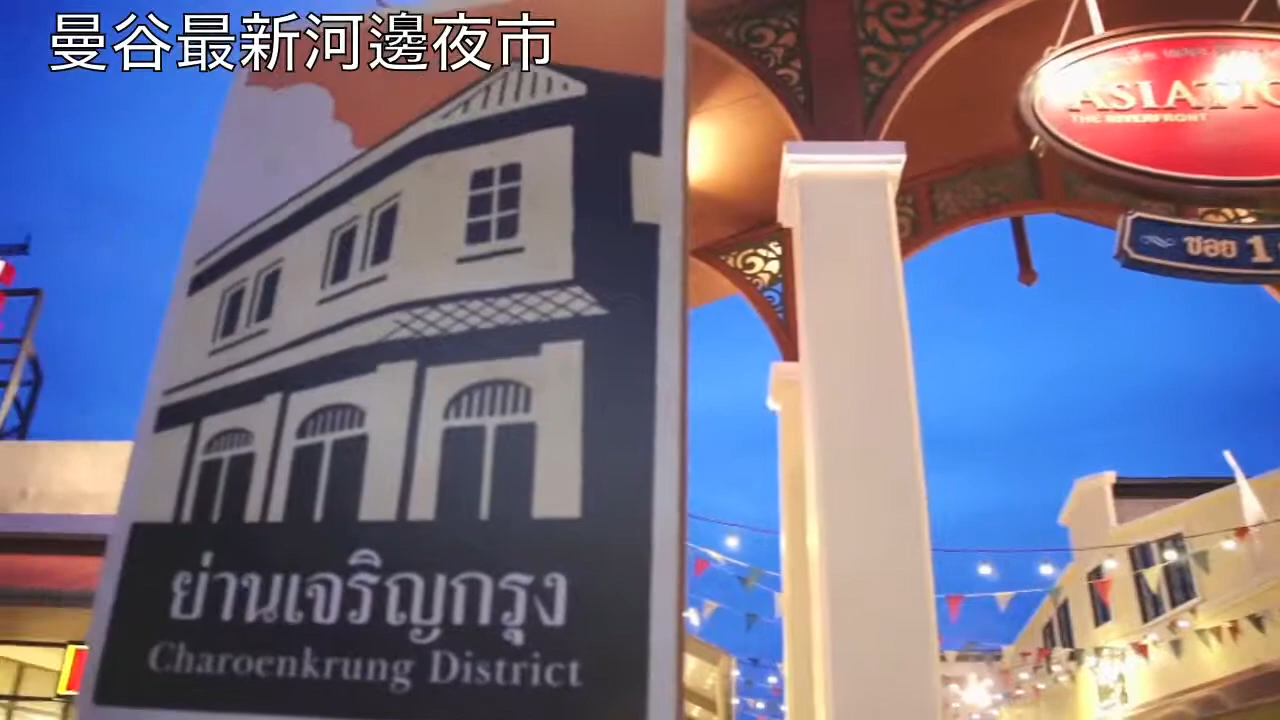 曼谷最新河邊夜市
ASIATIQ
THE RIVERFRONT
ซอย 1
ย่านเจริญกรุง
Charoenkrung District